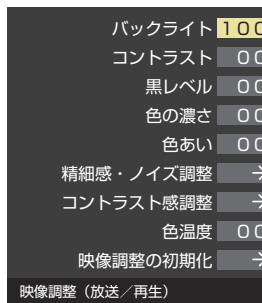 バックライト 100
コントラスト 00
黒レベル 00
色の濃さ 00
色あい 00
精細感・ノイズ調整 →
コントラスト感調整 →
色温度 00
映像調整の初期化 →
映像調整（放送／再生）